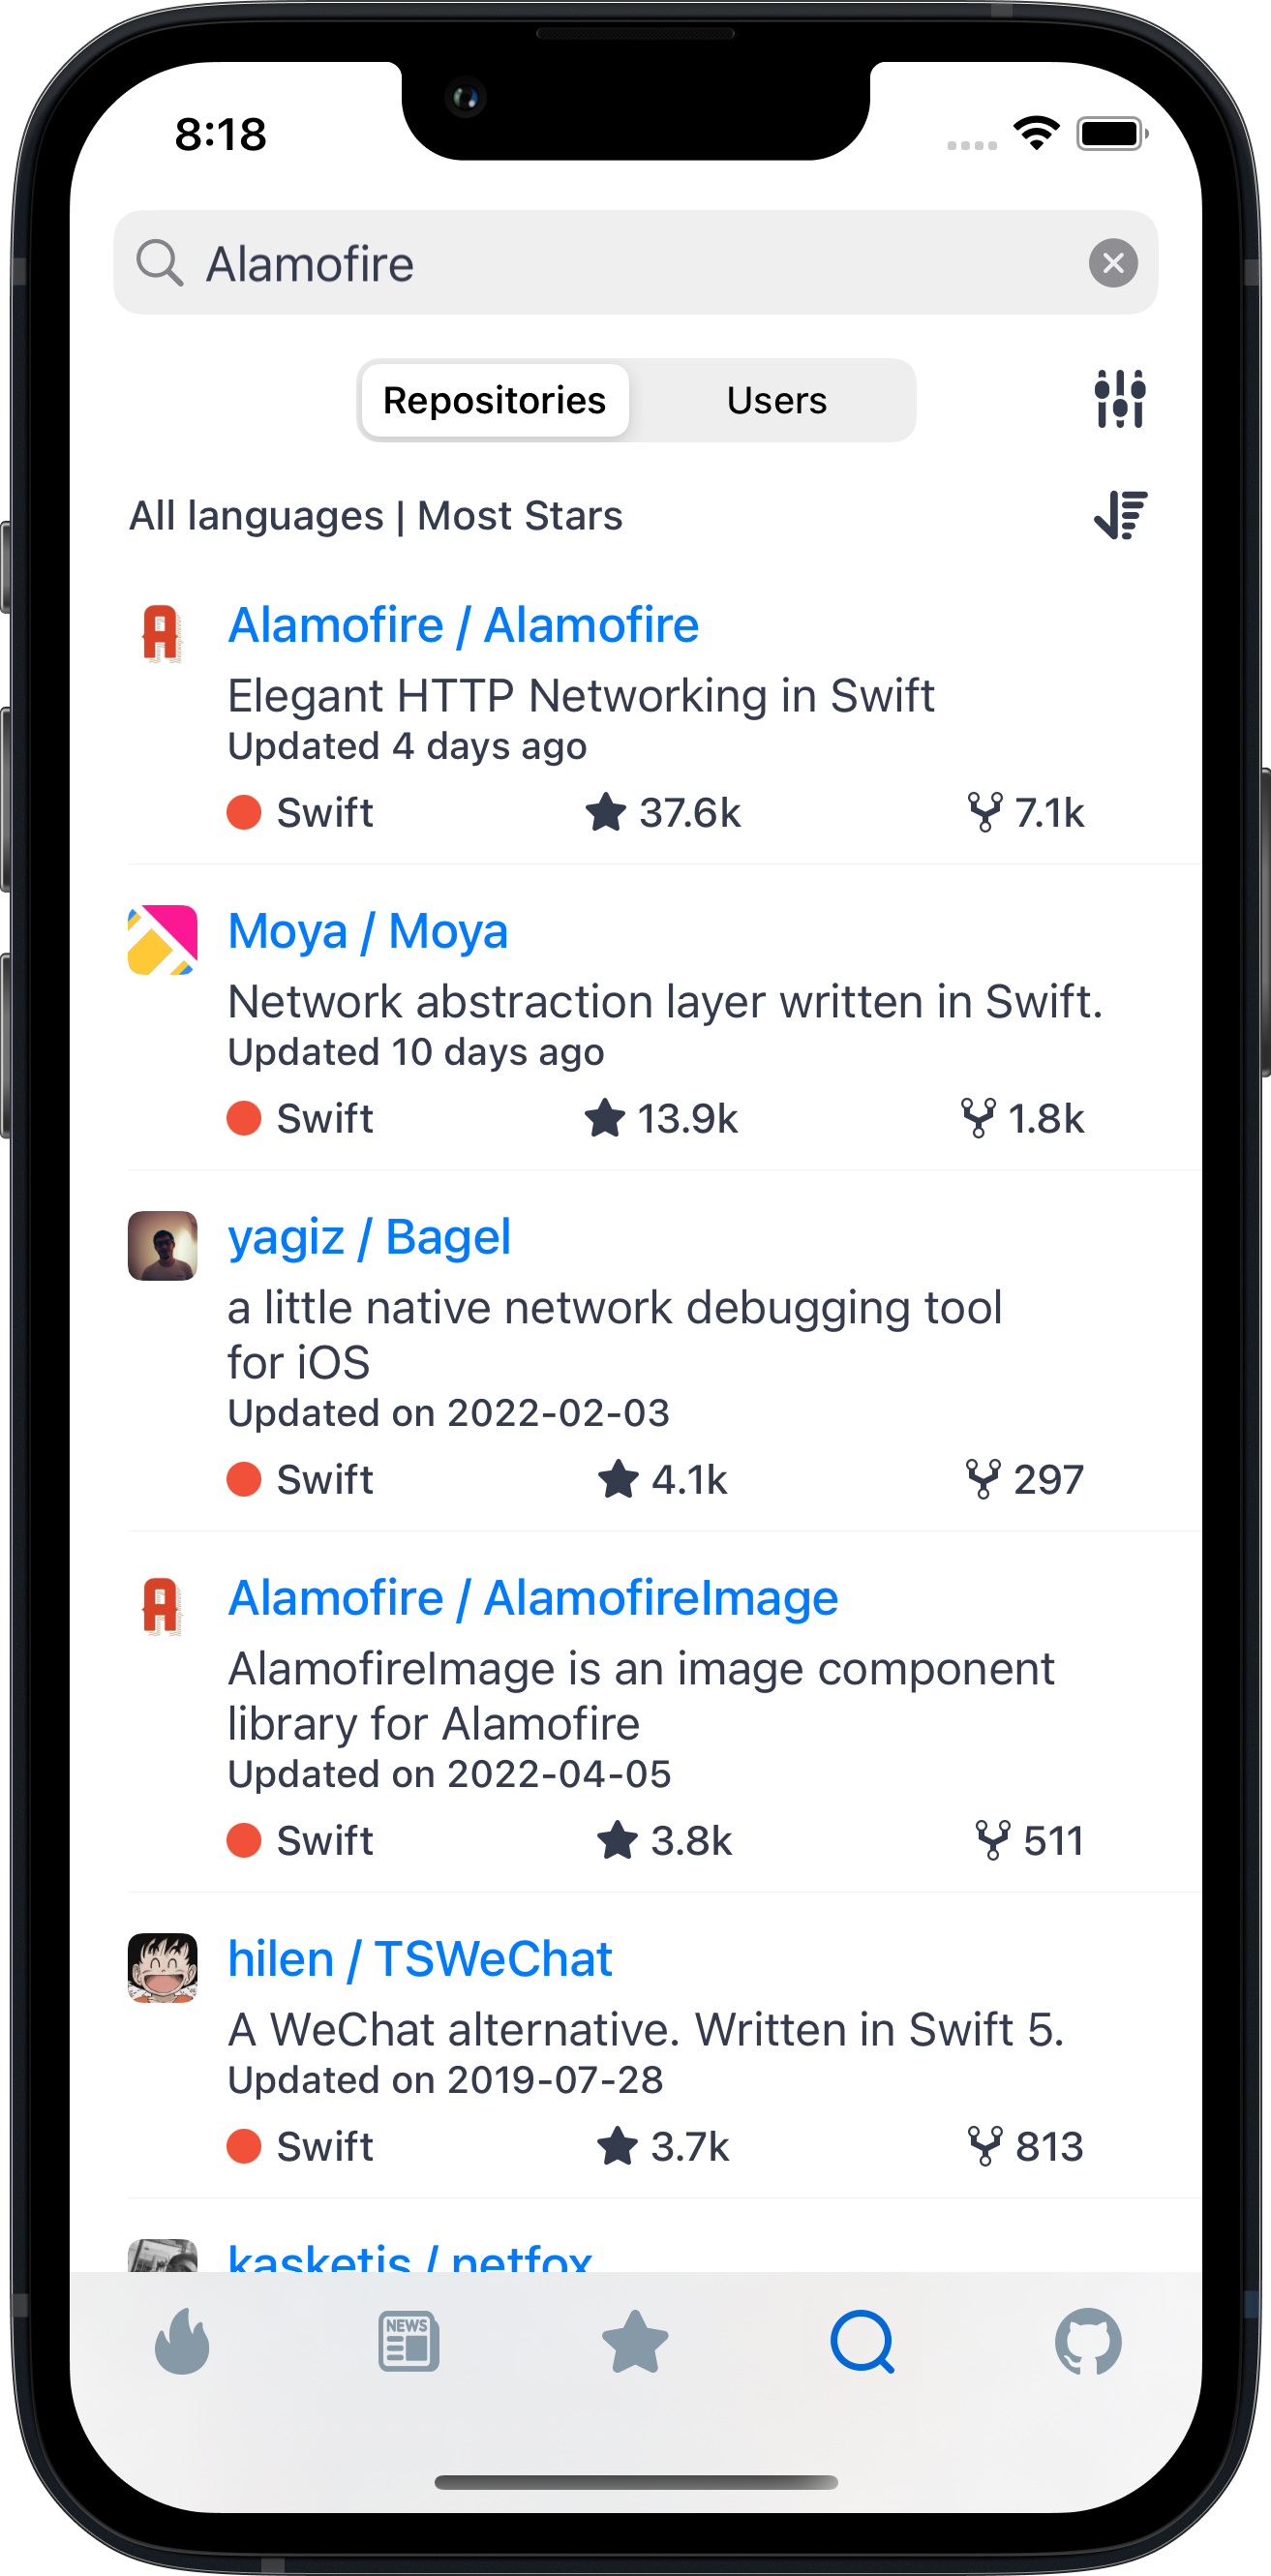 8:18
Alamofire
Repositories
Users
All languages | Most Stars
Alamofire / Alamofire
Elegant HTTP Networking in Swift
Updated 4 days ago
Swift
37.6k
7.1k
Moya / Moya
Network abstraction layer written in Swift.
Updated 10 days ago
Swift
13.9k
1.8k
yagiz / Bagel
a little native network debugging tool
for iOS
Updated on 2022-02-03
Swift
4.1k
297
Alamofire / AlamofireImage
AlamofireImage is an image component
library for Alamofire
Updated on 2022-04-05
Swift
3.8k
511
hilen / TSWeChat
A WeChat alternative. Written in Swift 5.
Updated on 2019-07-28
Swift
3.7k
813
kasketis / netfox
NEWS